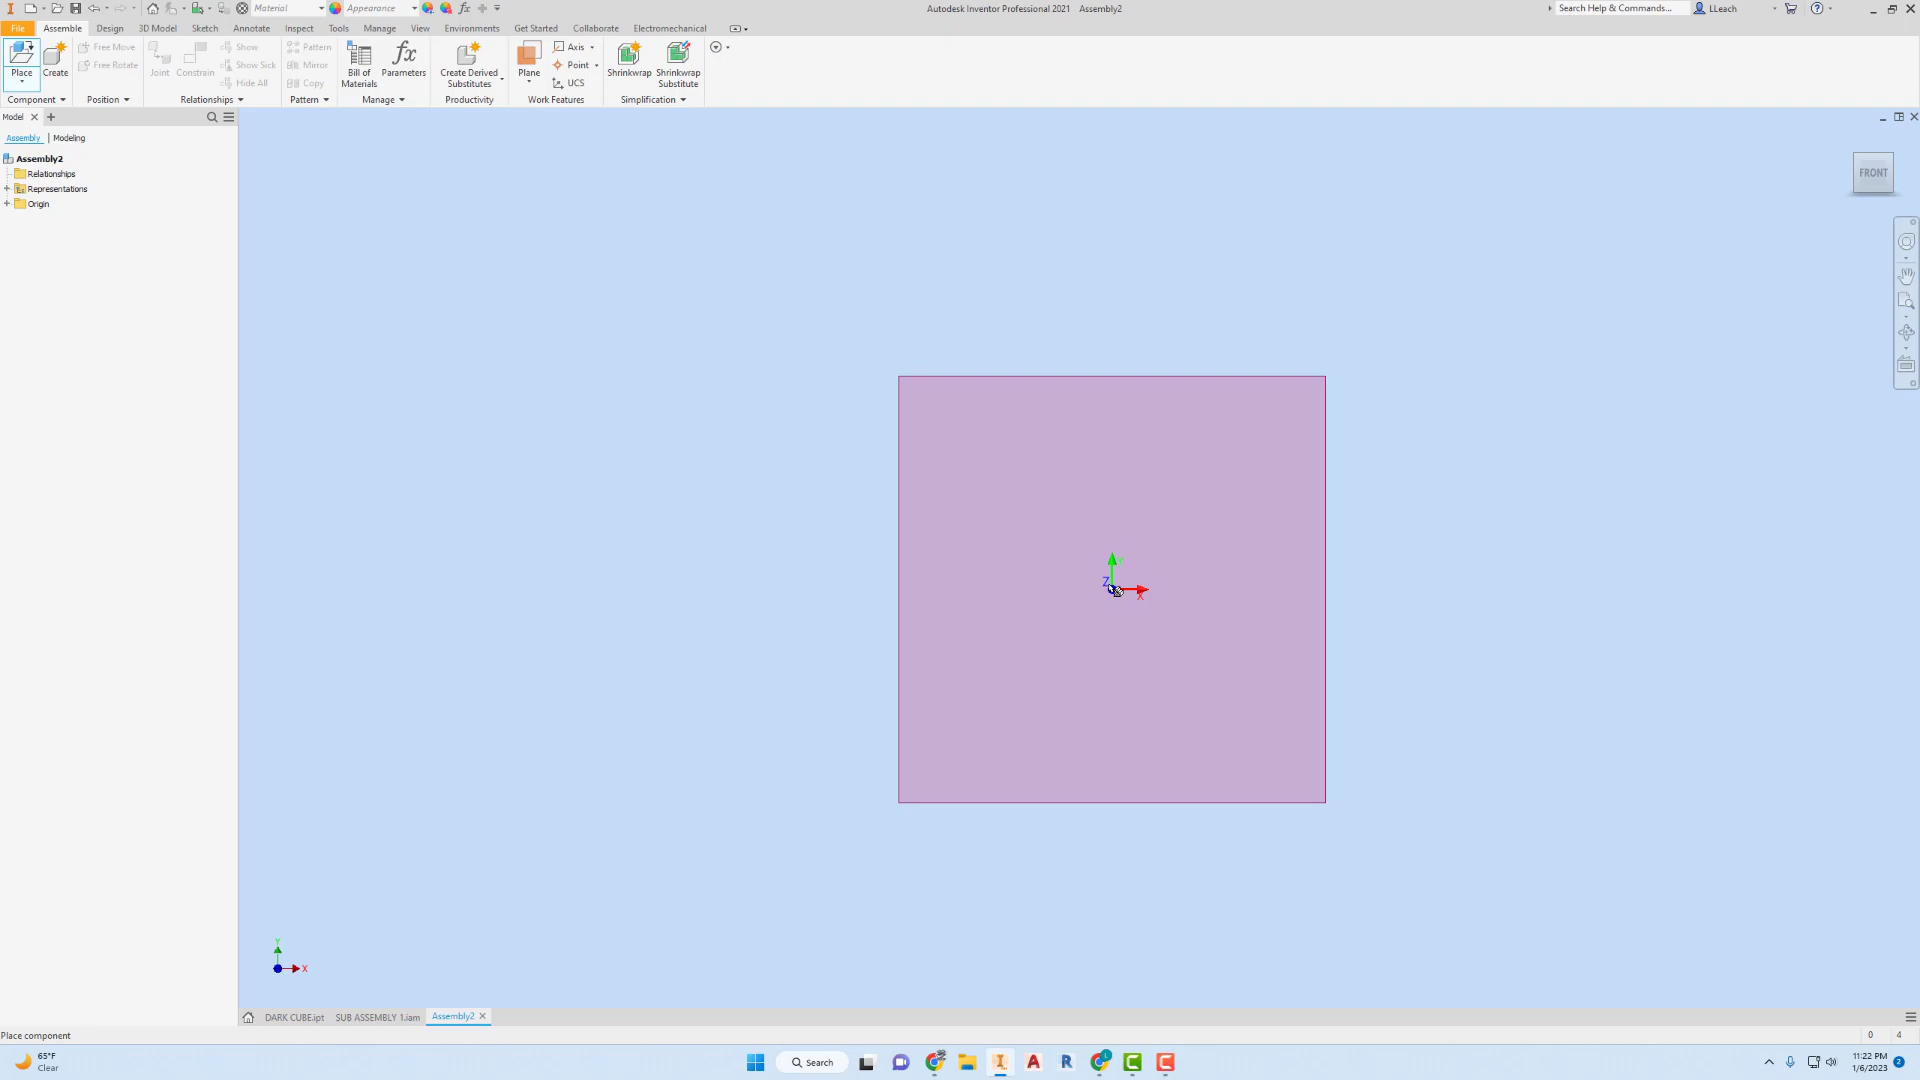 Material
Appearance
Autodesk Inventor Professional 2021 Assembly2
Search Help & Commands...
LLeach
File Assemble Design 3D Model Sketch Annotate Inspect Tools Manage View Environments Get Started Collaborate Electromechanical
Place
Create
Free Move
Free Rotate
Joint
Constrain
Show
Show Sick
Hide All
Pattern
Mirror
Copy
Bill of
Materials
fx
Parameters
Create Derived
Substitutes
Plane
Axis
Point
UCS
Shrinkwrap
Shrinkwrap
Substitute
Component Position Relationships Pattern Manage Productivity Work Features Simplification
Model
Assembly | Modeling
Assembly2
Relationships
Representations
Origin
FRONT
Y
Z
X
Y
X
DARK CUBE.ipt SUB ASSEMBLY 1.iam Assembly2
Place component
0 4
65°F
Clear
Search
11:22 PM
1/6/2023
2